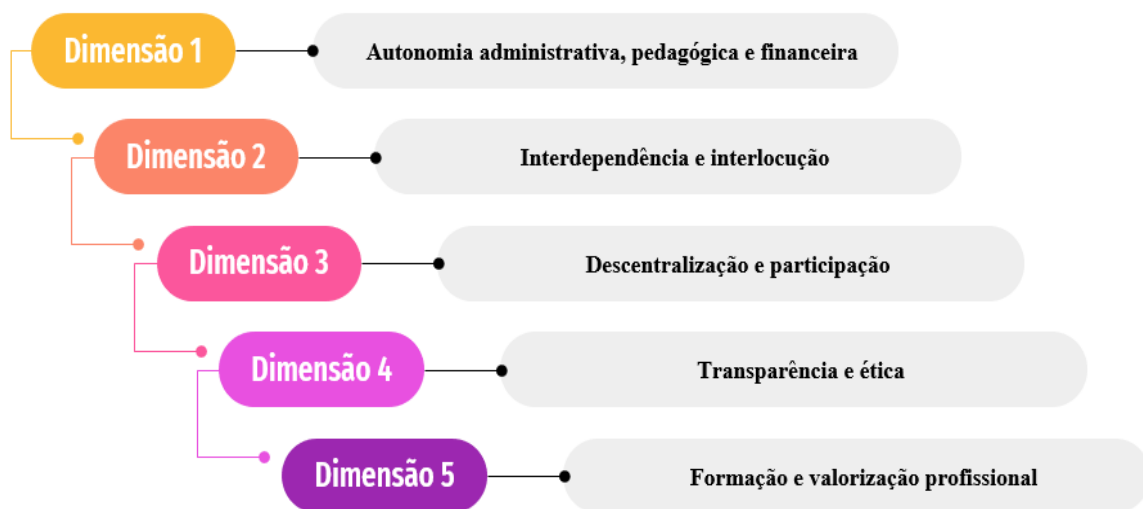 Dimensão 1
Autonomia administrativa, pedagógica e financeira
Dimensão 2
Interdependência e interlocução
Dimensão 3
Descentralização e participação
Dimensão 4
Transparência e ética
Dimensão 5
Formação e valorização profissional